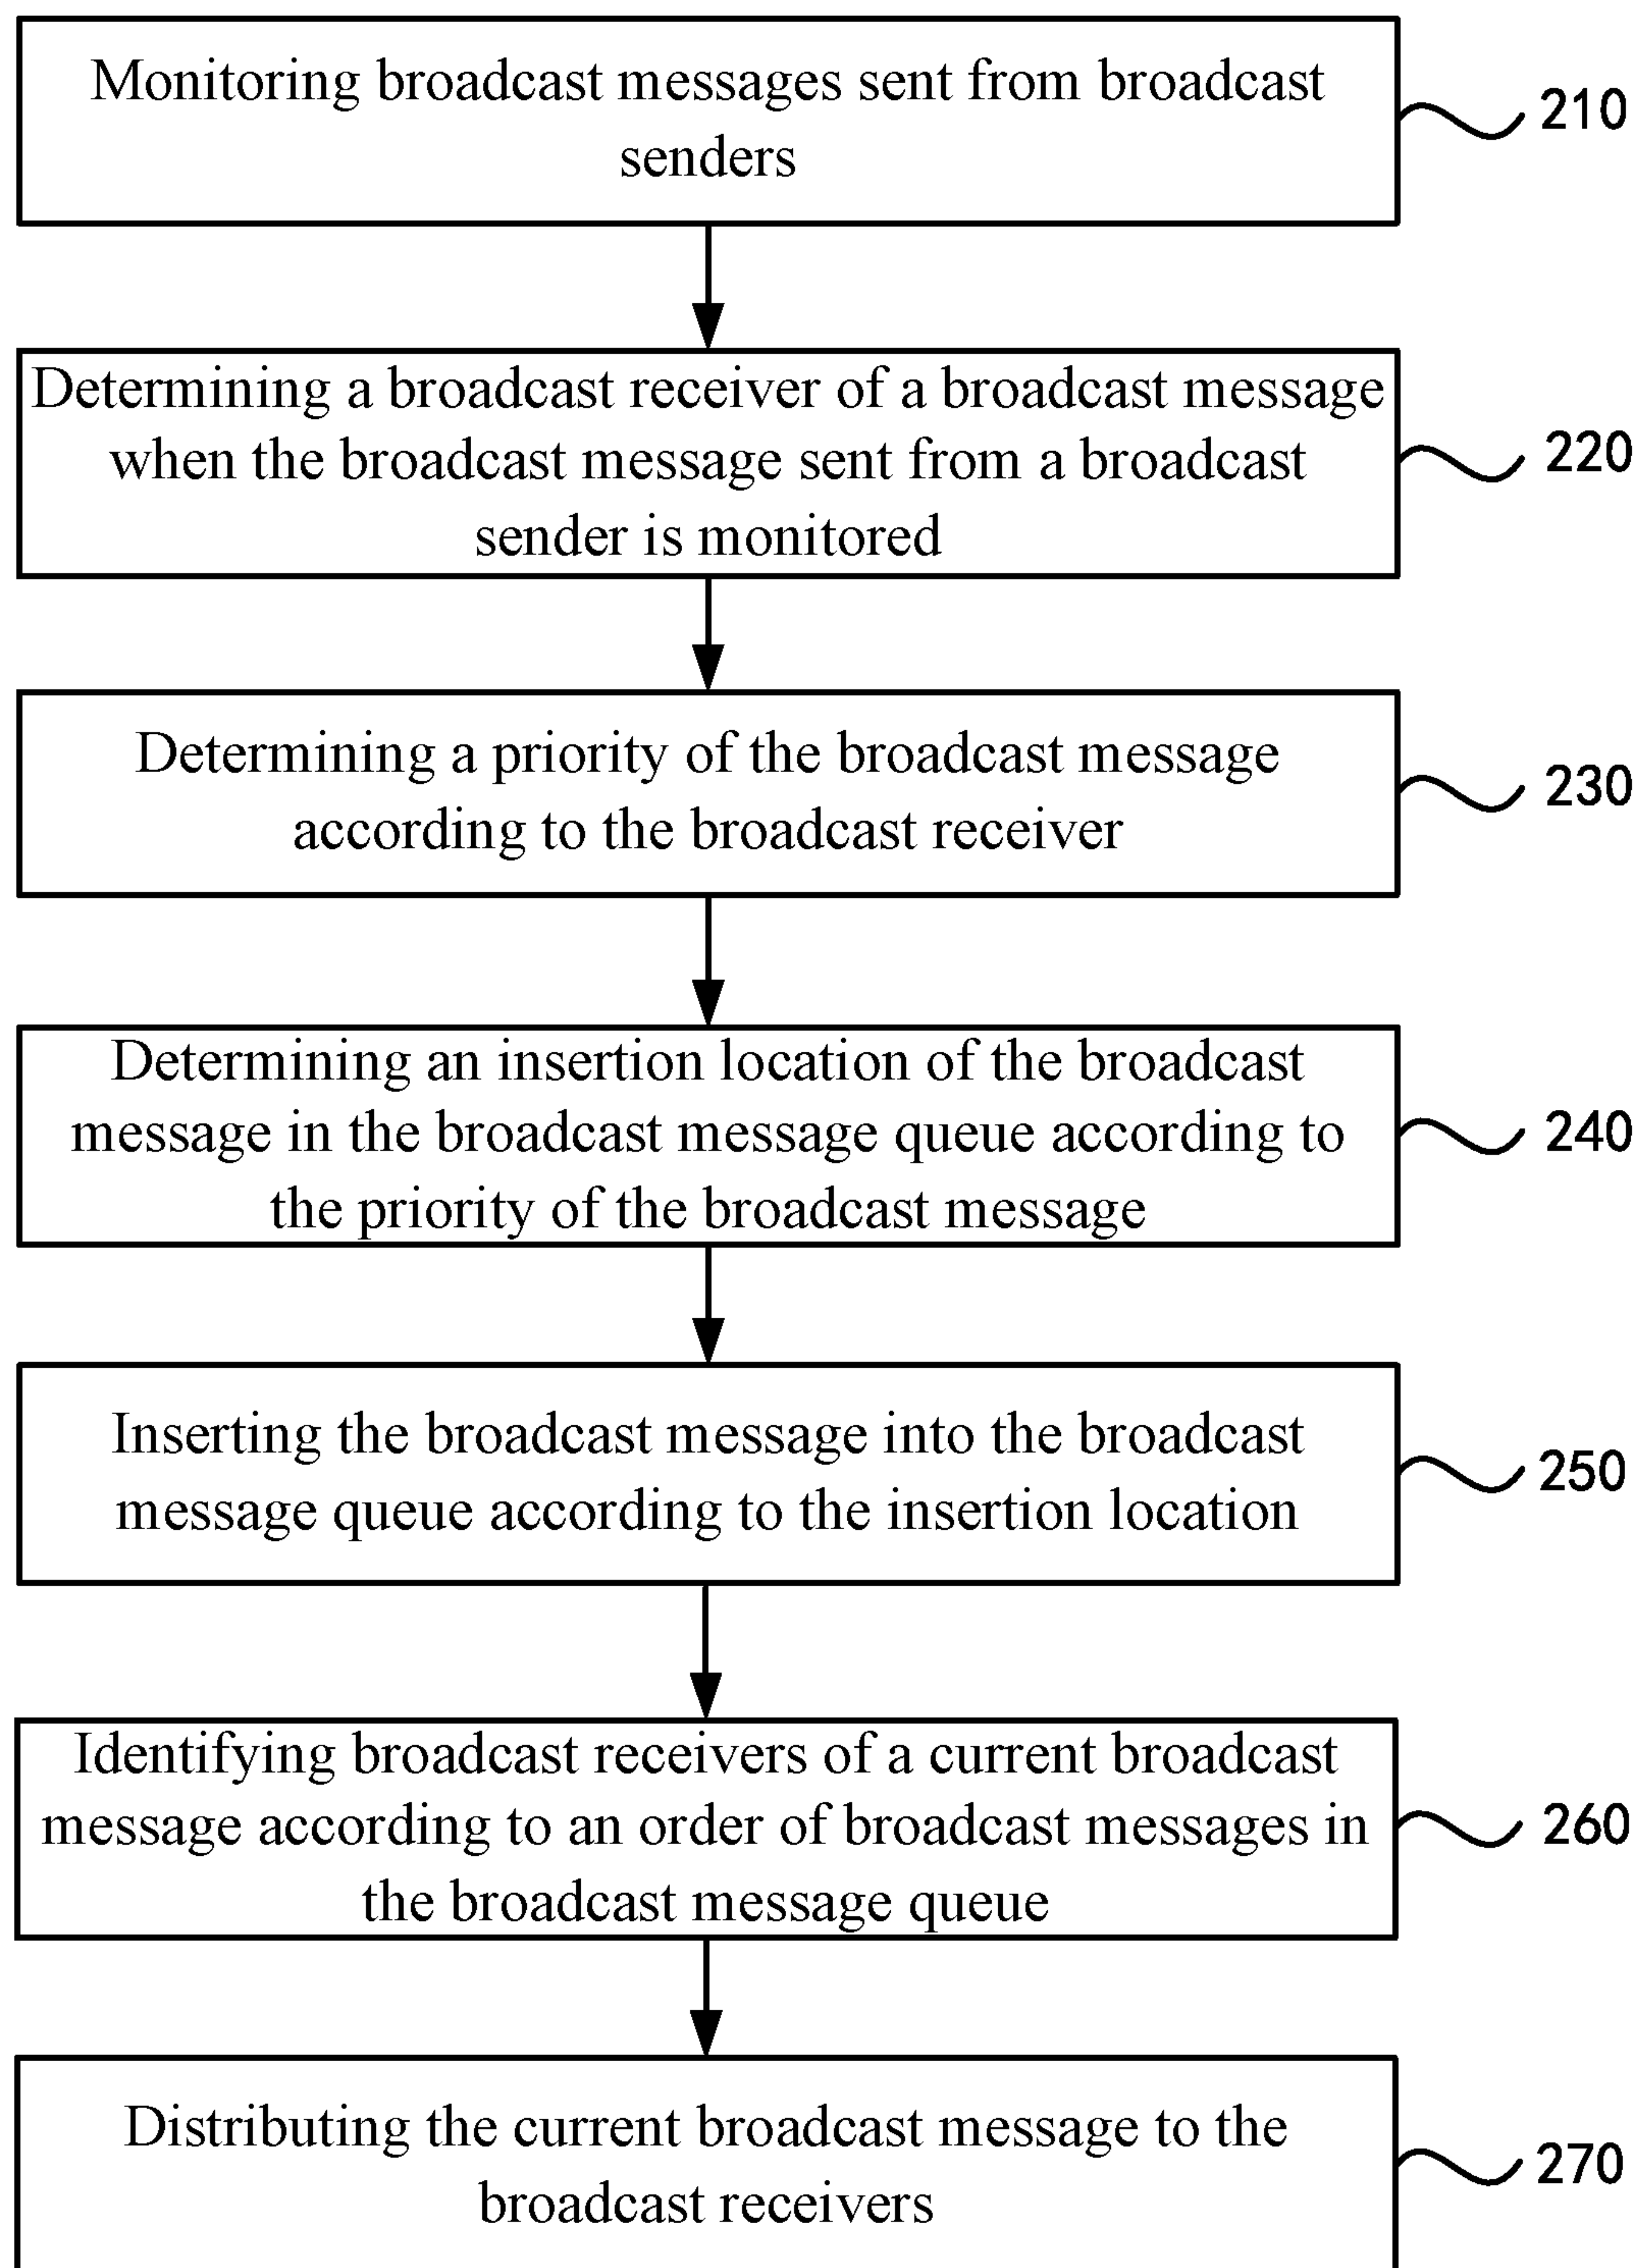 Monitoring broadcast messages sent from broadcast
senders
210
Determining a broadcast receiver of a broadcast message
when the broadcast message sent from a broadcast
sender is monitored
220
Determining a priority of the broadcast message
according to the broadcast receiver
230
Determining an insertion location of the broadcast
message in the broadcast message queue according to
the priority of the broadcast message
240
Inserting the broadcast message into the broadcast
message queue according to the insertion location
250
Identifying broadcast receivers of a current broadcast
message according to an order of broadcast messages in
the broadcast message queue
260
Distributing the current broadcast message to the
broadcast receivers
270